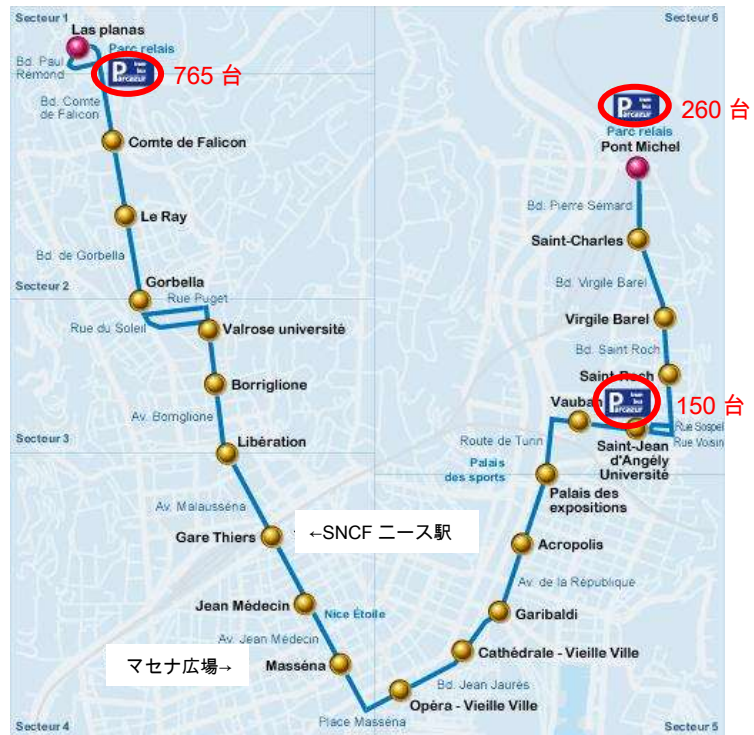 Secteur 1
Secteur 6
Las planas
Parc relais
Bd. Paul
Rémond
765 台
Bd. Comte
de Falicon
260 台
Parc relais
Pont Michel
Comte de Falicon
Bd. Pierre Sémard
Le Ray
Saint-Charles
Bd. de Gorbella
Gorbella
Bd. Virgile Barel
Secteur 2
Rue Puget
Rue du Soleil
Valrose université
Virgile Barel
Bd. Saint Roch
Borriglione
Saint-Roch
Vauban
150 台
Av. Borriglione
Rue Sospel
Secteur 3
Libération
Route de Turin
Saint-Jean
d'Angély
Université
Rue Voisin
Palais
des sports
Palais des
expositions
Av. Malausséna
Gare Thiers
←SNCF ニース駅
Acropolis
Av. de la République
Jean Médecin
Nice Étoile
Garibaldi
Av. Jean Médecin
マセナ広場→
Masséna
Cathédrale - Vieille Ville
Bd. Jean Jaurès
Opéra - Vieille Ville
Place Masséna
Secteur 4
Secteur 5